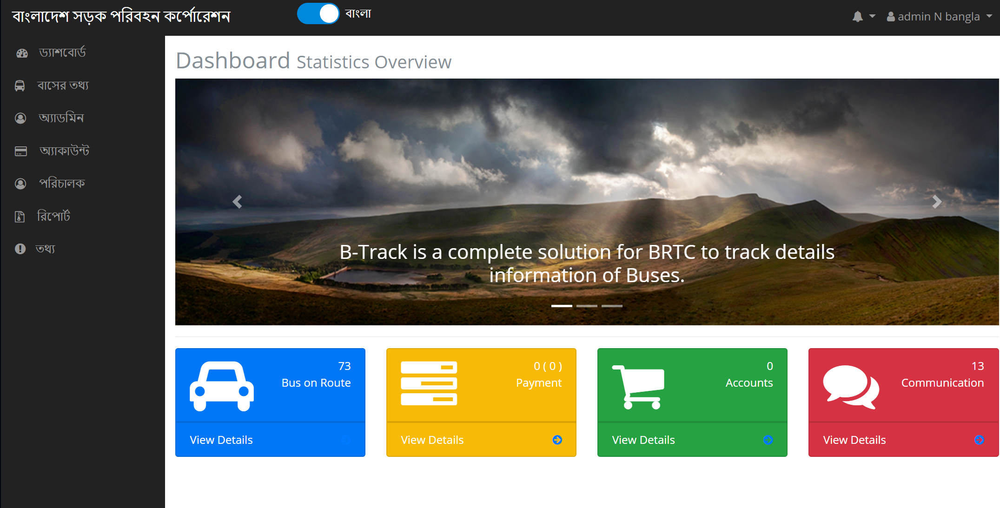 বাংলাদেশ সড়ক পরিবহন কর্পোরেশন
বাংলা
admin N bangla
ড্যাশবোর্ড
বাসের তথ্য
অ্যাডমিন
অ্যাকাউন্ট
পরিচালক
রিপোর্ট
তথ্য
Dashboard Statistics Overview
B-Track is a complete solution for BRTC to track details
information of Buses.
73
Bus on Route
View Details
0 ( 0 )
Payment
View Details
0
Accounts
View Details
13
Communication
View Details